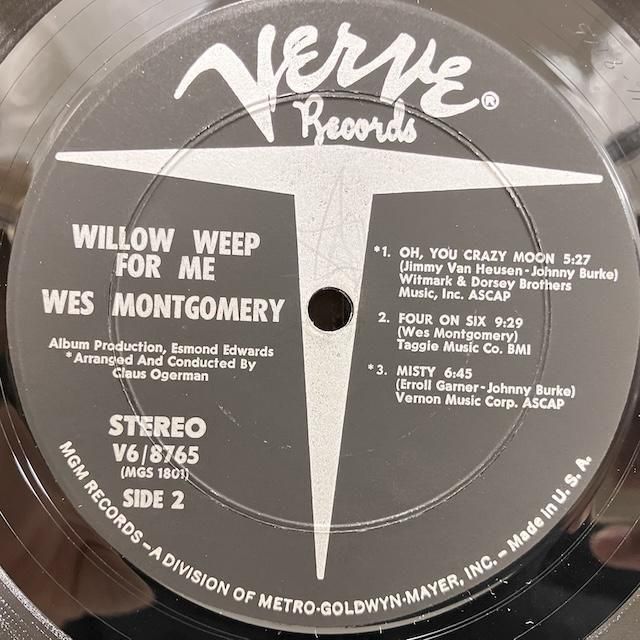 Verve ®
Records
WILLOW WEEP
FOR ME
WES MONTGOMERY
Album Production, Esmond Edwards
*Arranged And Conducted By
Claus Ogerman
STEREO
V6/8765
(MGS 1801)
SIDE 2
*1. OH, YOU CRAZY MOON 5:27
(Jimmy Van Heusen-Johnny Burke)
Witmark & Dorsey Brothers
Music, Inc. ASCAP
2. FOUR ON SIX 9:29
(Wes Montgomery)
Taggie Music Co. BMI
*3. MISTY 6:45
(Erroll Garner-Johnny Burke)
Vernon Music Corp. ASCAP
MGM RECORDS – A DIVISION OF METRO-GOLDWYN-MAYER, INC. – Made in U. S. A.